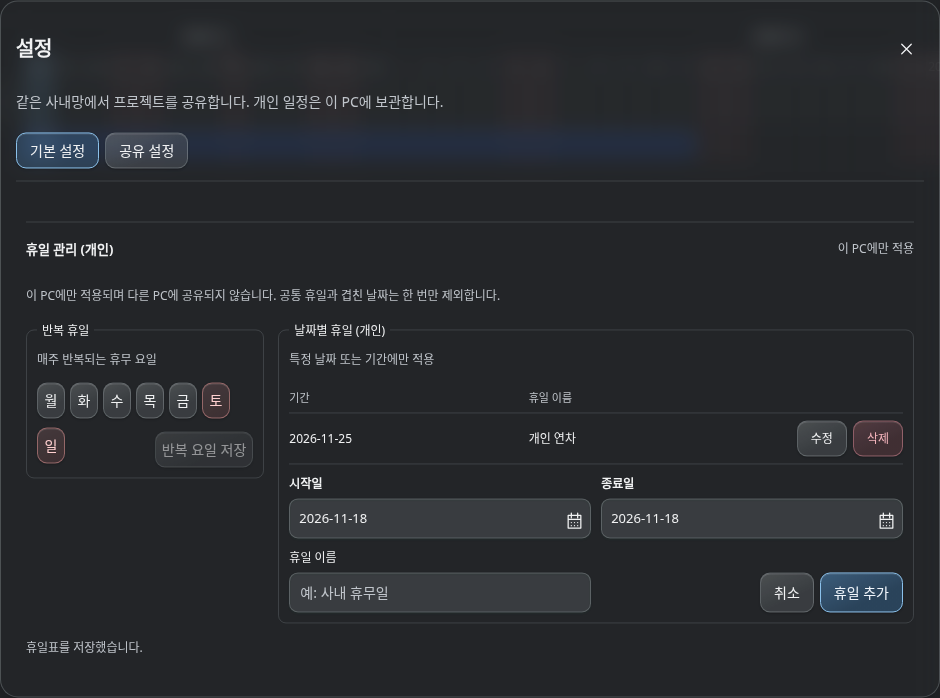 설정
같은 사내망에서 프로젝트를 공유합니다. 개인 일정은 이 PC에 보관합니다.
기본 설정 공유 설정
휴일 관리 (개인) 이 PC에만 적용
이 PC에만 적용되며 다른 PC에 공유되지 않습니다. 공통 휴일과 겹친 날짜는 한 번만 제외합니다.
반복 휴일
매주 반복되는 휴무 요일
월 화 수 목 금 토
일 반복 요일 저장
날짜별 휴일 (개인)
특정 날짜 또는 기간에만 적용
기간 휴일 이름
2026-11-25 개인 연차 수정 삭제
시작일 종료일
2026-11-18 2026-11-18
휴일 이름
예: 사내 휴무일 취소 휴일 추가
휴일표를 저장했습니다.